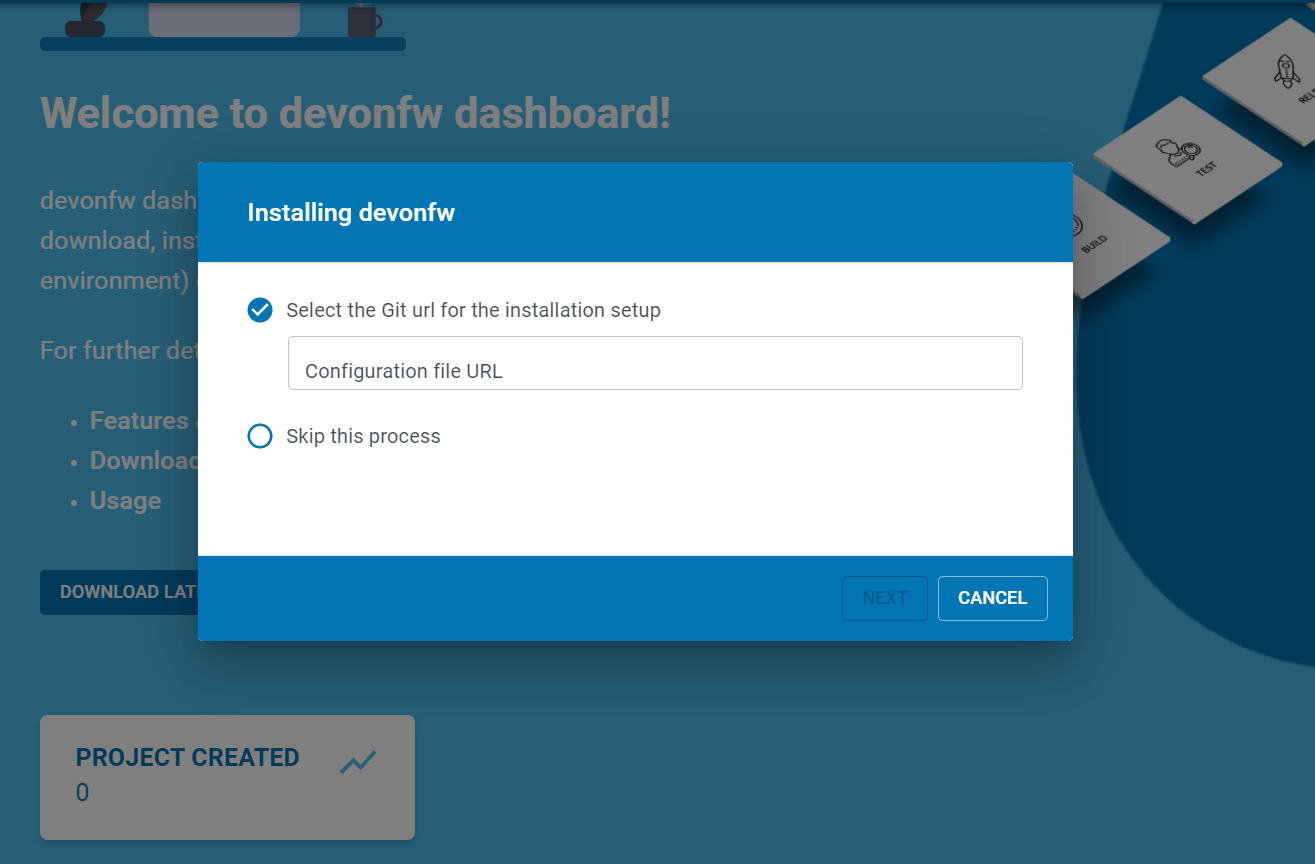 Welcome to devonfw dashboard!
devonfw dash
download, inst
environment)
For further det
Features
Download
Usage
DOWNLOAD LAT
Installing devonfw
Select the Git url for the installation setup
Configuration file URL
Skip this process
NEXT
CANCEL
PROJECT CREATED
0
BUILD
TEST